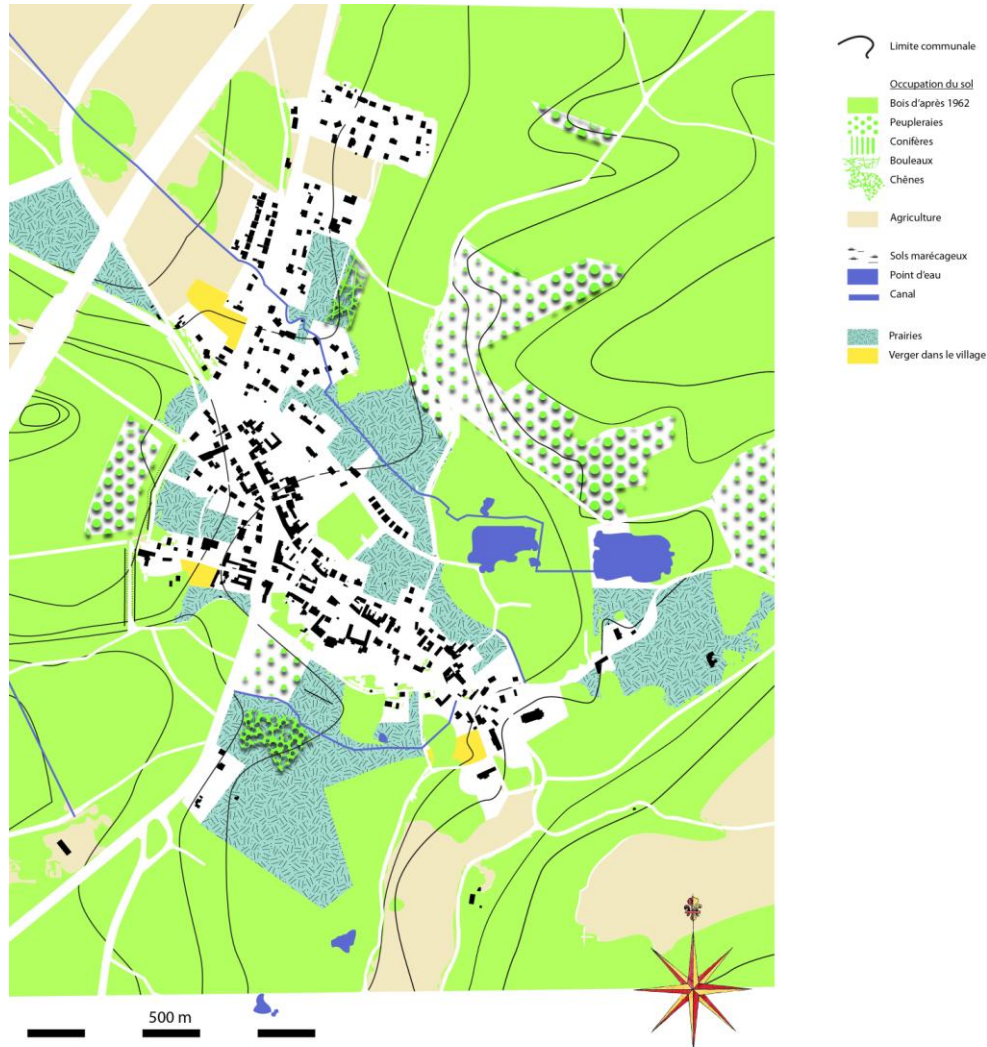 Limite communale
Occupation du sol
Bois d'après 1962
Peupleraies
Conifères
Bouleaux
Chênes
Agriculture
Sols marécageux
Point d'eau
Canal
Prairies
Verger dans le village
500 m